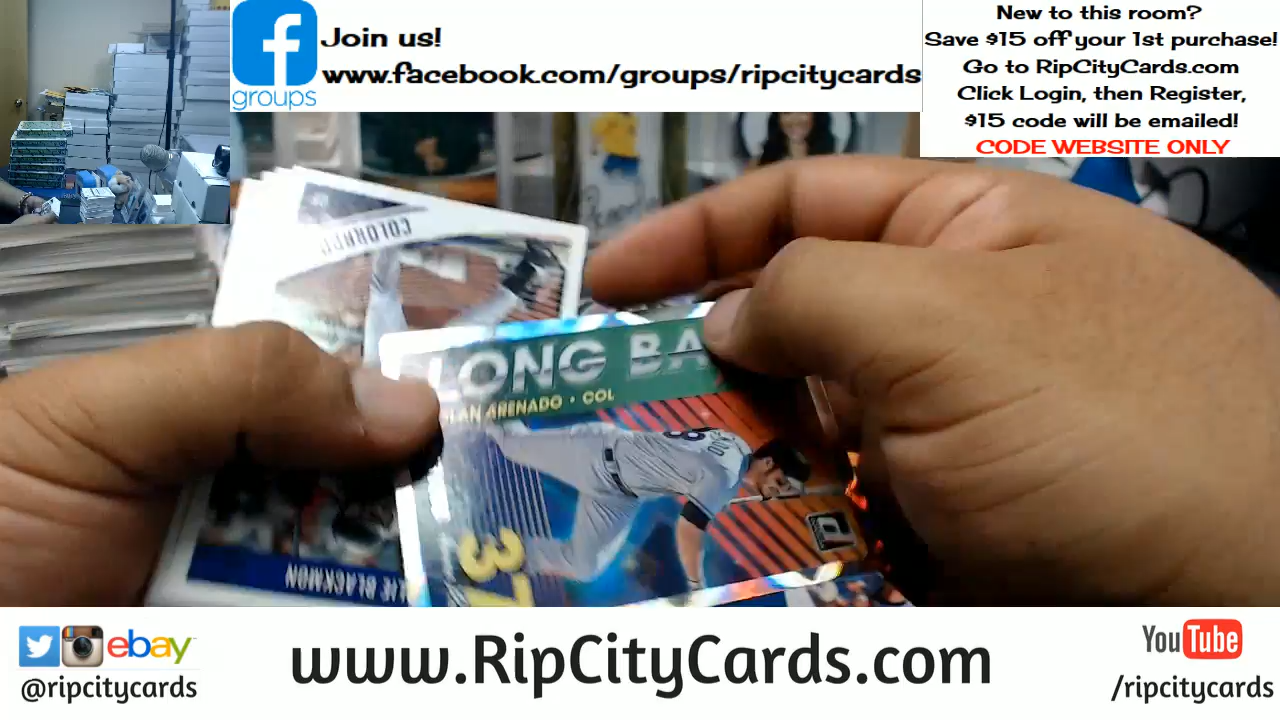 f
groups
Join us!
www.facebook.com/groups/ripcitycards
New to this room?
Save $15 off your 1st purchase!
Go to RipCityCards.com
Click Login, then Register,
$15 code will be emailed!
CODE WEBSITE ONLY
LONG
ARENADO · COL
37
BLACKMON
ebay
@ripcitycards
www.RipCityCards.com
YouTube
/ripcitycards